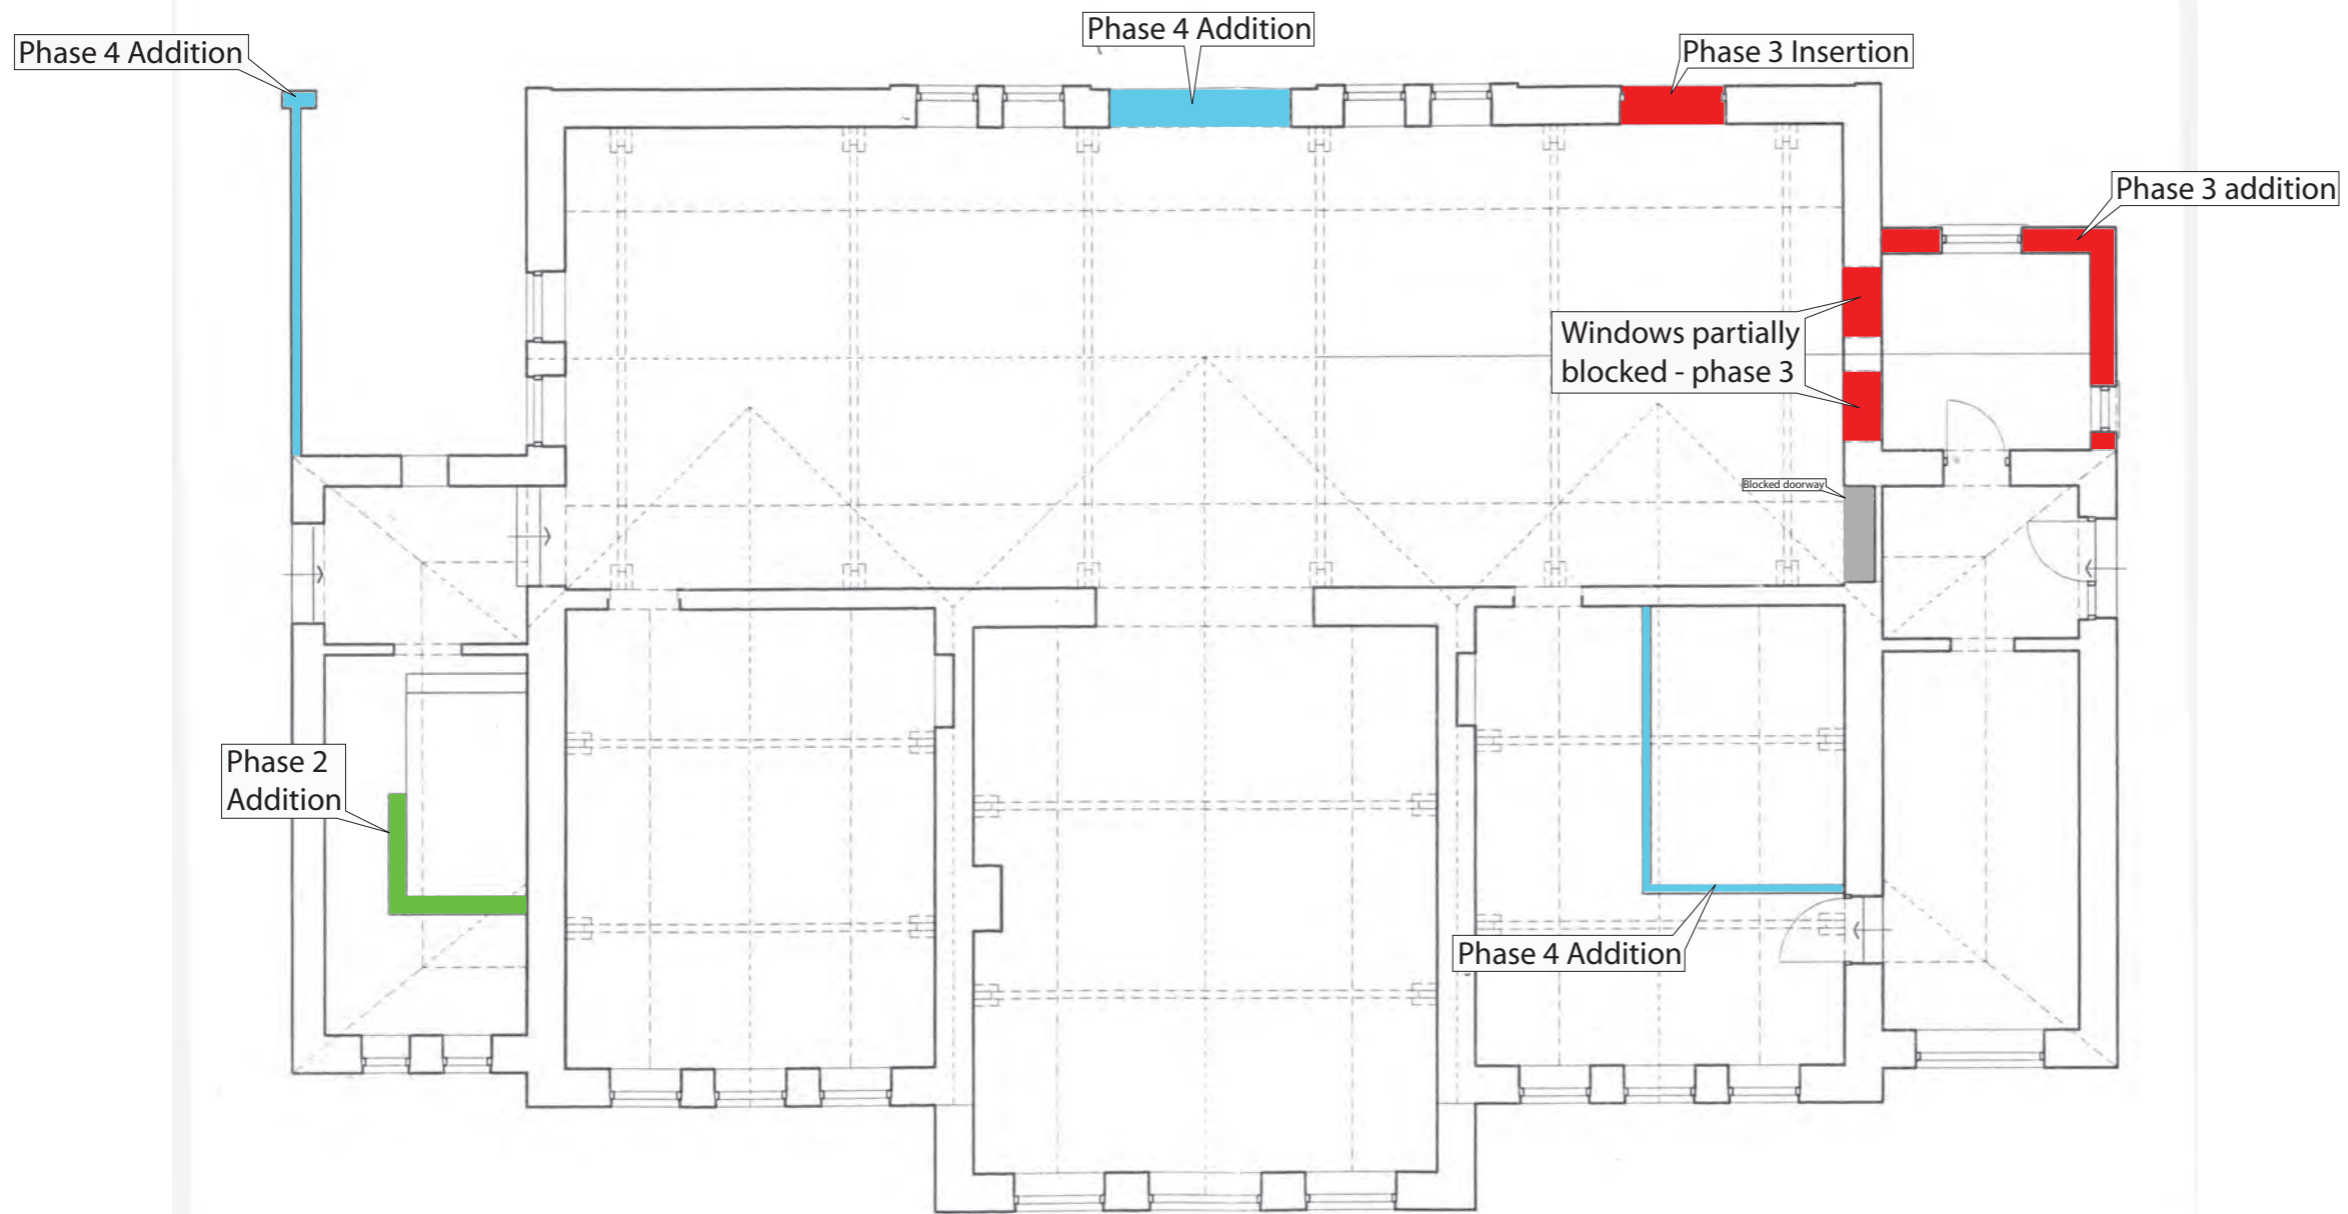 Phase 4 Addition
Phase 4 Addition
Phase 3 Insertion
Phase 3 addition
Windows partially
blocked - phase 3
Blocked doorway
Phase 2
Addition
Phase 4 Addition